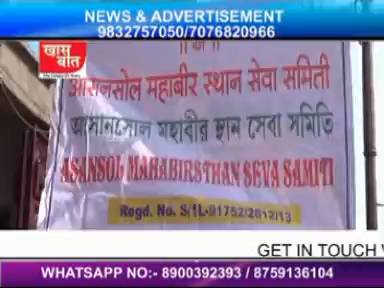 NEWS & ADVERTISEMENT
9832757050/7076820966
खास
बात
आसनसोल महाबीर स्थान सेवा समिती
আসানসোল মহাবীর স্থান সেবা সমিতি
ASANSOL MAHABIRSTHAN SEVA SAMITI
Regd. No. S/1L-91752/2012/13
GET IN TOUCH
WHATSAPP NO:- 8900392393 / 8759136104